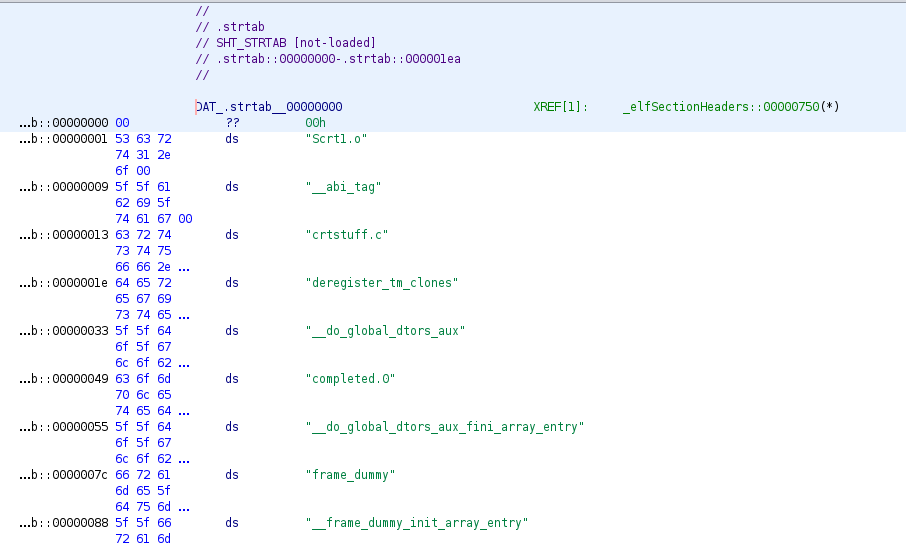 //
// .strtab
// SHT_STRTAB [not-loaded]
// .strtab::00000000-.strtab::000001ea
//
DAT_.strtab__00000000 XREF[1]: _elfSectionHeaders::00000750(*)
...b::00000000 00 ?? 00h
...b::00000001 53 63 72 ds "Scrt1.o"
74 31 2e
6f 00
...b::00000009 5f 5f 61 ds "__abi_tag"
62 69 5f
74 61 67 00
...b::00000013 63 72 74 ds "crtstuff.c"
73 74 75
66 66 2e ...
...b::0000001e 64 65 72 ds "deregister_tm_clones"
65 67 69
73 74 65 ...
...b::00000033 5f 5f 64 ds "__do_global_dtors_aux"
6f 5f 67
6c 6f 62 ...
...b::00000049 63 6f 6d ds "completed.0"
70 6c 65
74 65 64 ...
...b::00000055 5f 5f 64 ds "__do_global_dtors_aux_fini_array_entry"
6f 5f 67
6c 6f 62 ...
...b::0000007c 66 72 61 ds "frame_dummy"
6d 65 5f
64 75 6d ...
...b::00000088 5f 5f 66 ds "__frame_dummy_init_array_entry"
72 61 6d